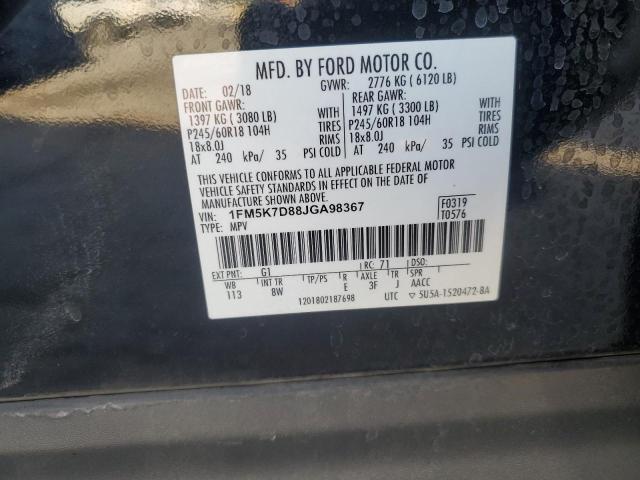 MFD. BY FORD MOTOR CO.
DATE: 02/18 GVWR: 2776 KG ( 6120 LB)
FRONT GAWR: REAR GAWR:
1397 KG ( 3080 LB) WITH 1497 KG ( 3300 LB) WITH
P245/60R18 104H TIRES P245/60R18 104H TIRES
18x8.0J RIMS 18x8.0J RIMS
AT 240 kPa/ 35 PSI COLD AT 240 kPa/ 35 PSI COLD
THIS VEHICLE CONFORMS TO ALL APPLICABLE FEDERAL MOTOR
VEHICLE SAFETY AND THEFT PREVENTION STANDARDS IN EFFECT
ON THE DATE OF MANUFACTURE SHOWN ABOVE.
VIN: 1FM5K7D88JGA98367 F0319
TYPE: MPV T0576
EXT PNT: G1 RC: 71 DSO:
WB INT TR TP/PS R AXLE TR SPR
113 8W E 3F J AACC
1201802187698 UTC ▽ 5U5A-1520472-8A